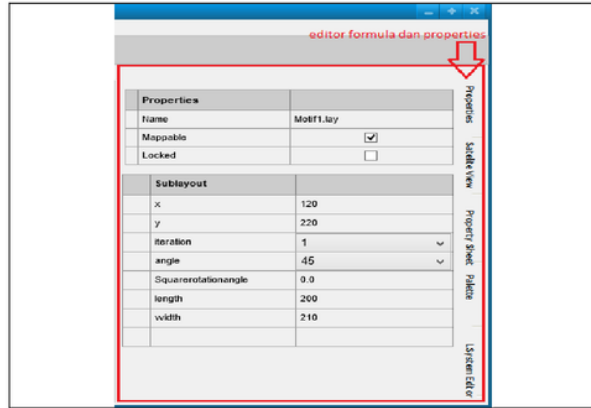 editor formula dan properties
Properties
Name Motif1.lay
Mappable
Locked
Sublayout
x 120
y 220
iteration 1
angle 45
Squarerotationangle 0.0
length 200
width 210
Properties
Satelite View
Property Sheet
Palette
LSystem Editor